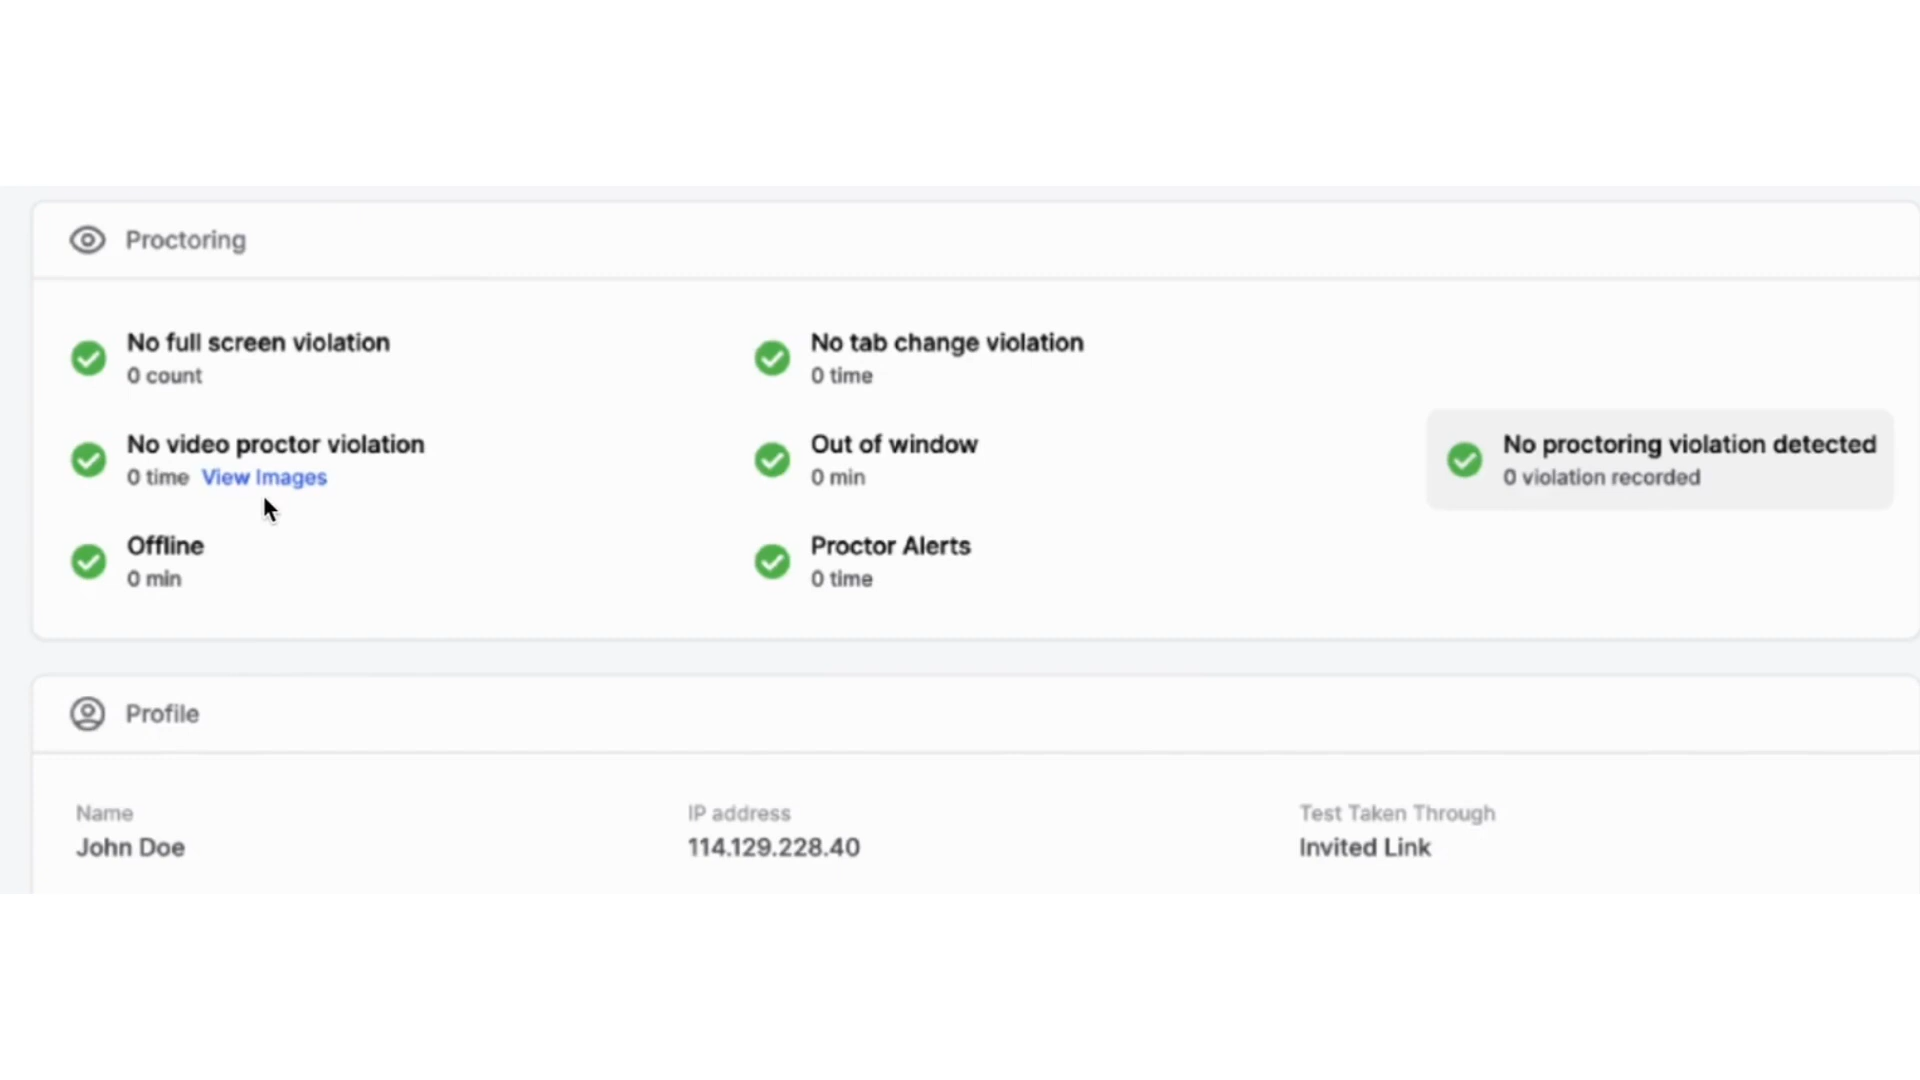 Proctoring
No full screen violation
0 count
No tab change violation
0 time
No video proctor violation
0 time View Images
Out of window
0 min
No proctoring violation detected
0 violation recorded
Offline
0 min
Proctor Alerts
0 time
Profile
Name
John Doe
IP address
114.129.228.40
Test Taken Through
Invited Link